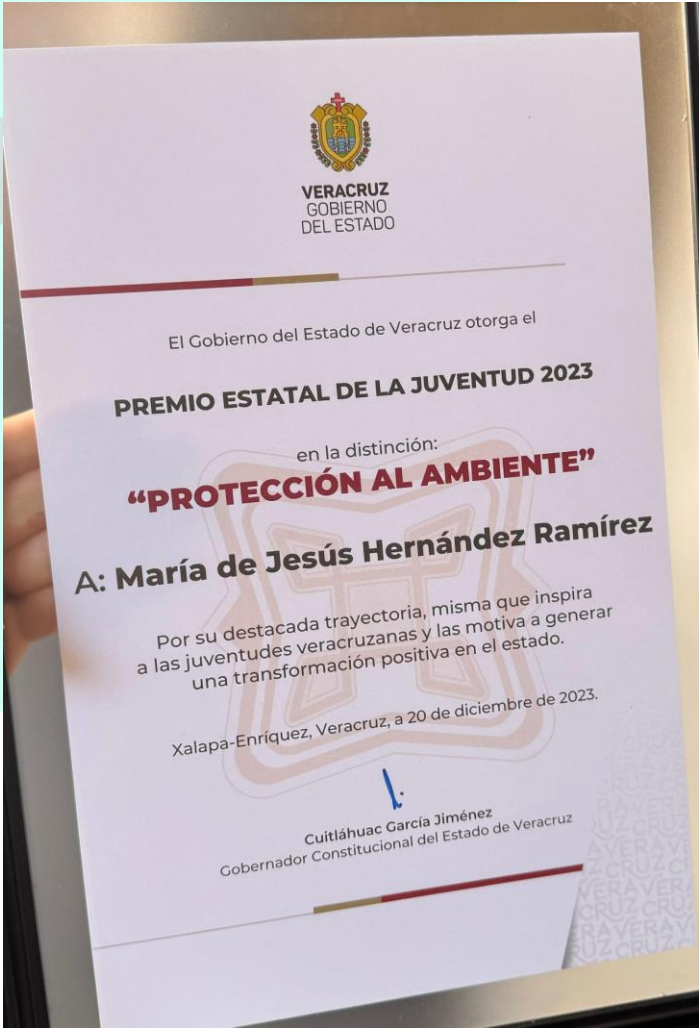 VERACRUZ
GOBIERNO
DEL ESTADO
El Gobierno del Estado de Veracruz otorga el
PREMIO ESTATAL DE LA JUVENTUD 2023
en la distinción:
“PROTECCIÓN AL AMBIENTE”
A: María de Jesús Hernández Ramírez
Por su destacada trayectoria, misma que inspira
a las juventudes veracruzanas y las motiva a generar
una transformación positiva en el estado.
Xalapa-Enríquez, Veracruz, a 20 de diciembre de 2023.
Cuitláhuac García Jiménez
Gobernador Constitucional del Estado de Veracruz